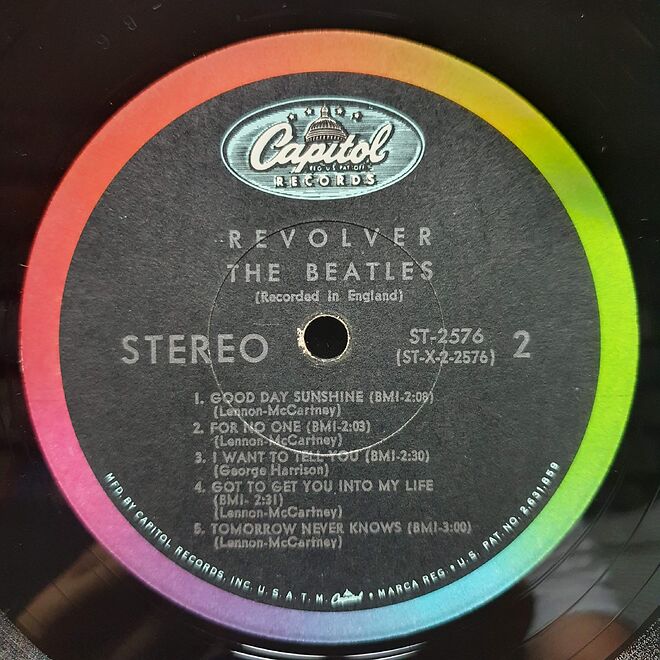 Capitol
REG. U.S. PAT. OFF.
RECORDS
REVOLVER
THE BEATLES
(Recorded in England)
STEREO
ST-2576
(ST-X-2-2576)
2
1. GOOD DAY SUNSHINE (BMI-2:08)
(Lennon-McCartney)
2. FOR NO ONE (BMI-2:03)
(Lennon-McCartney)
3. I WANT TO TELL YOU (BMI-2:30)
(George Harrison)
4. GOT TO GET YOU INTO MY LIFE
(BMI- 2:31)
(Lennon-McCartney)
5. TOMORROW NEVER KNOWS (BMI-3:00)
(Lennon-McCartney)
MFD. BY CAPITOL RECORDS, INC. U.S.A. T.M. Capitol • MARCA REG. • U.S. PAT. NO. 2,631,859